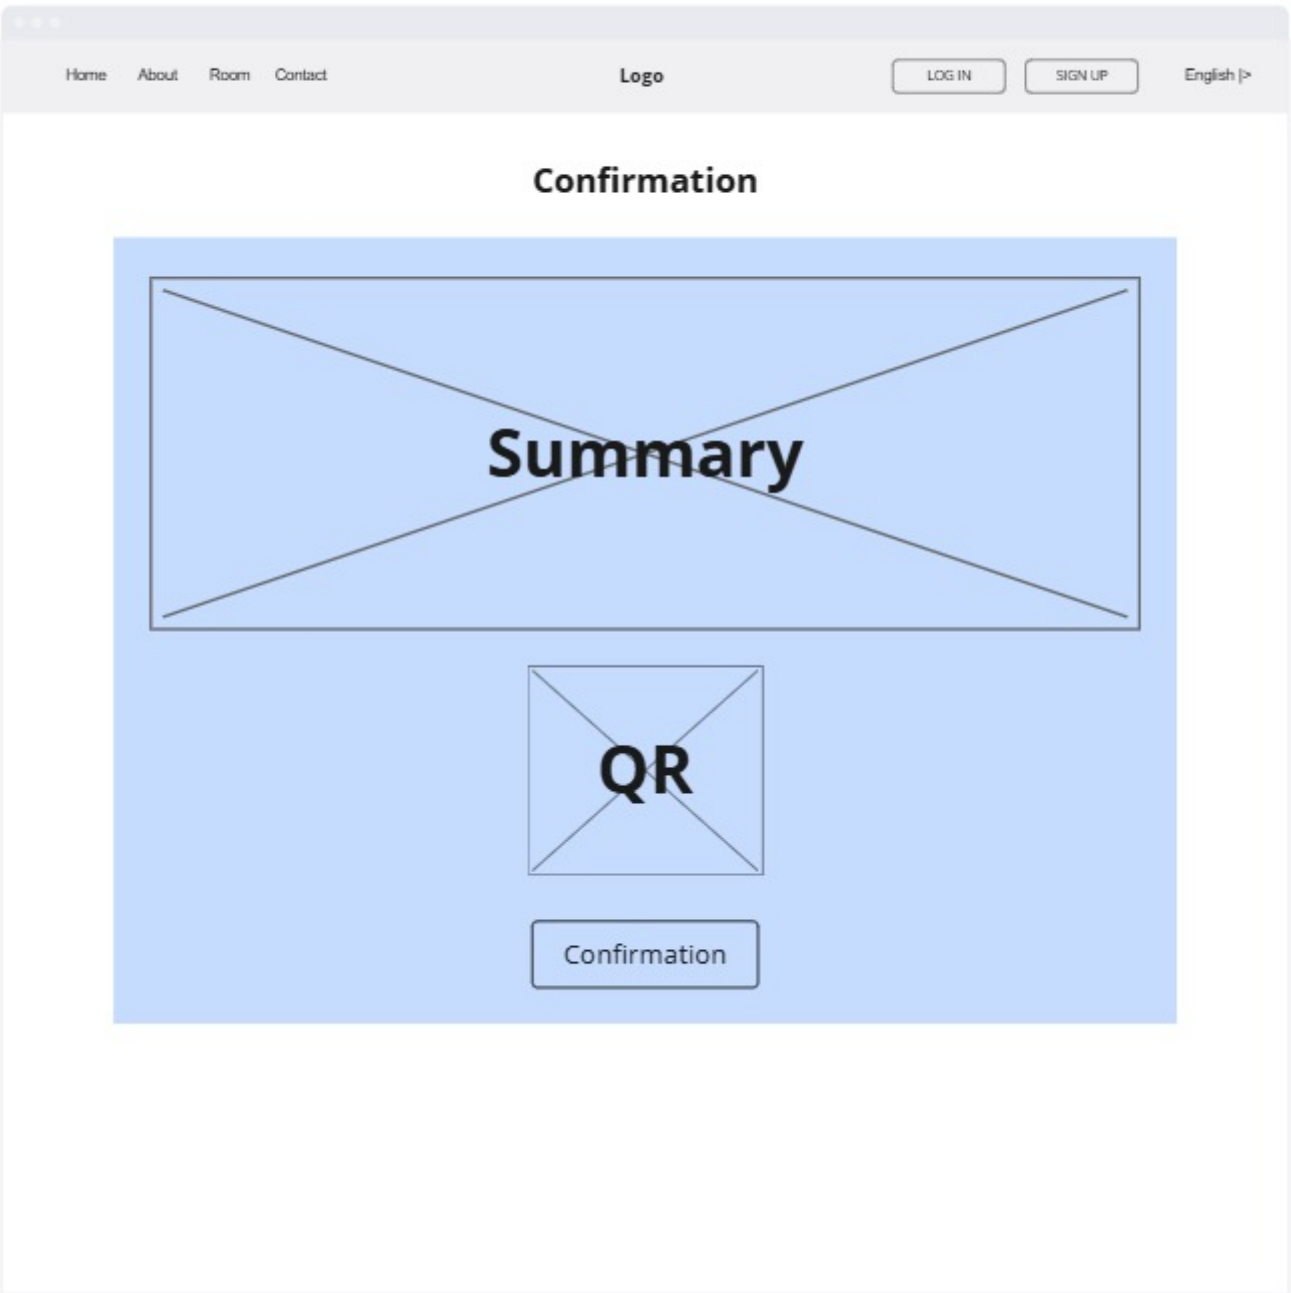 Home About Room Contact Logo LOG IN SIGN UP English |>
Confirmation
Summary
QR
Confirmation